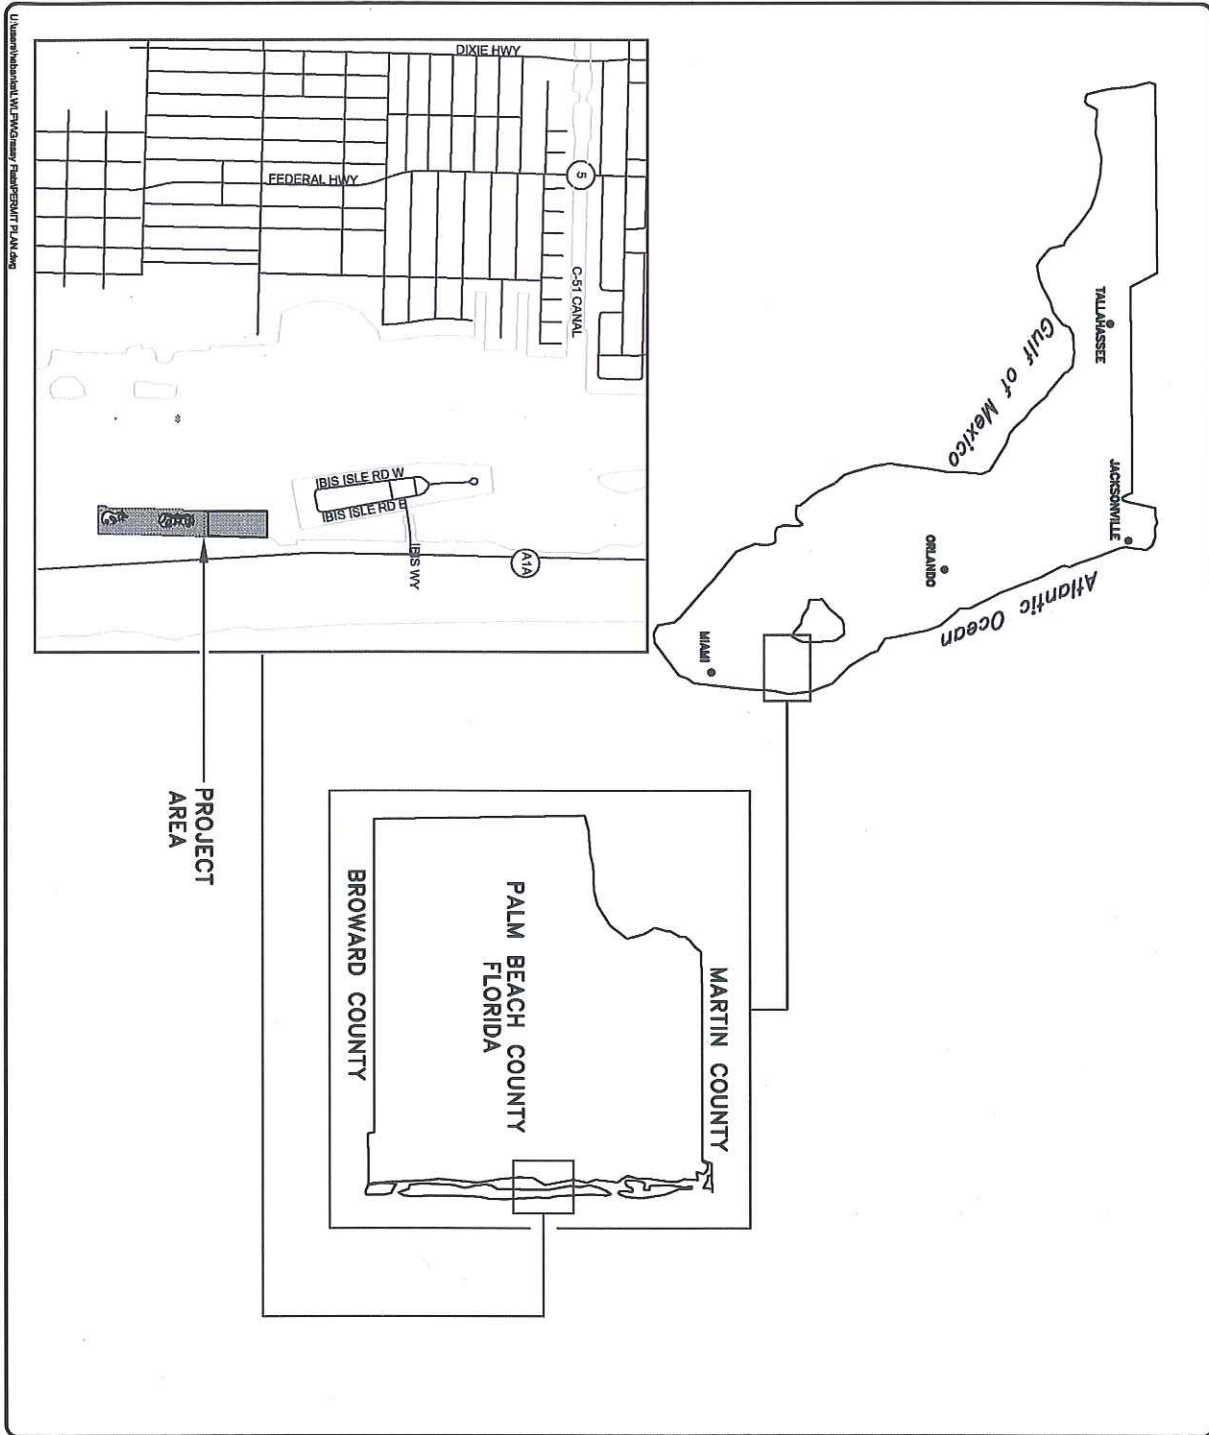 TALLAHASSEE
JACKSONVILLE
ORLANDO
MIAMI
Gulf of Mexico
Atlantic Ocean
MARTIN COUNTY
PALM BEACH COUNTY
FLORIDA
BROWARD COUNTY
DIXIE HWY
FEDERAL HWY
5
C-51 CANAL
IBIS ISLE RD W
IBIS ISLE RD E
IBIS WY
A1A
PROJECT
AREA